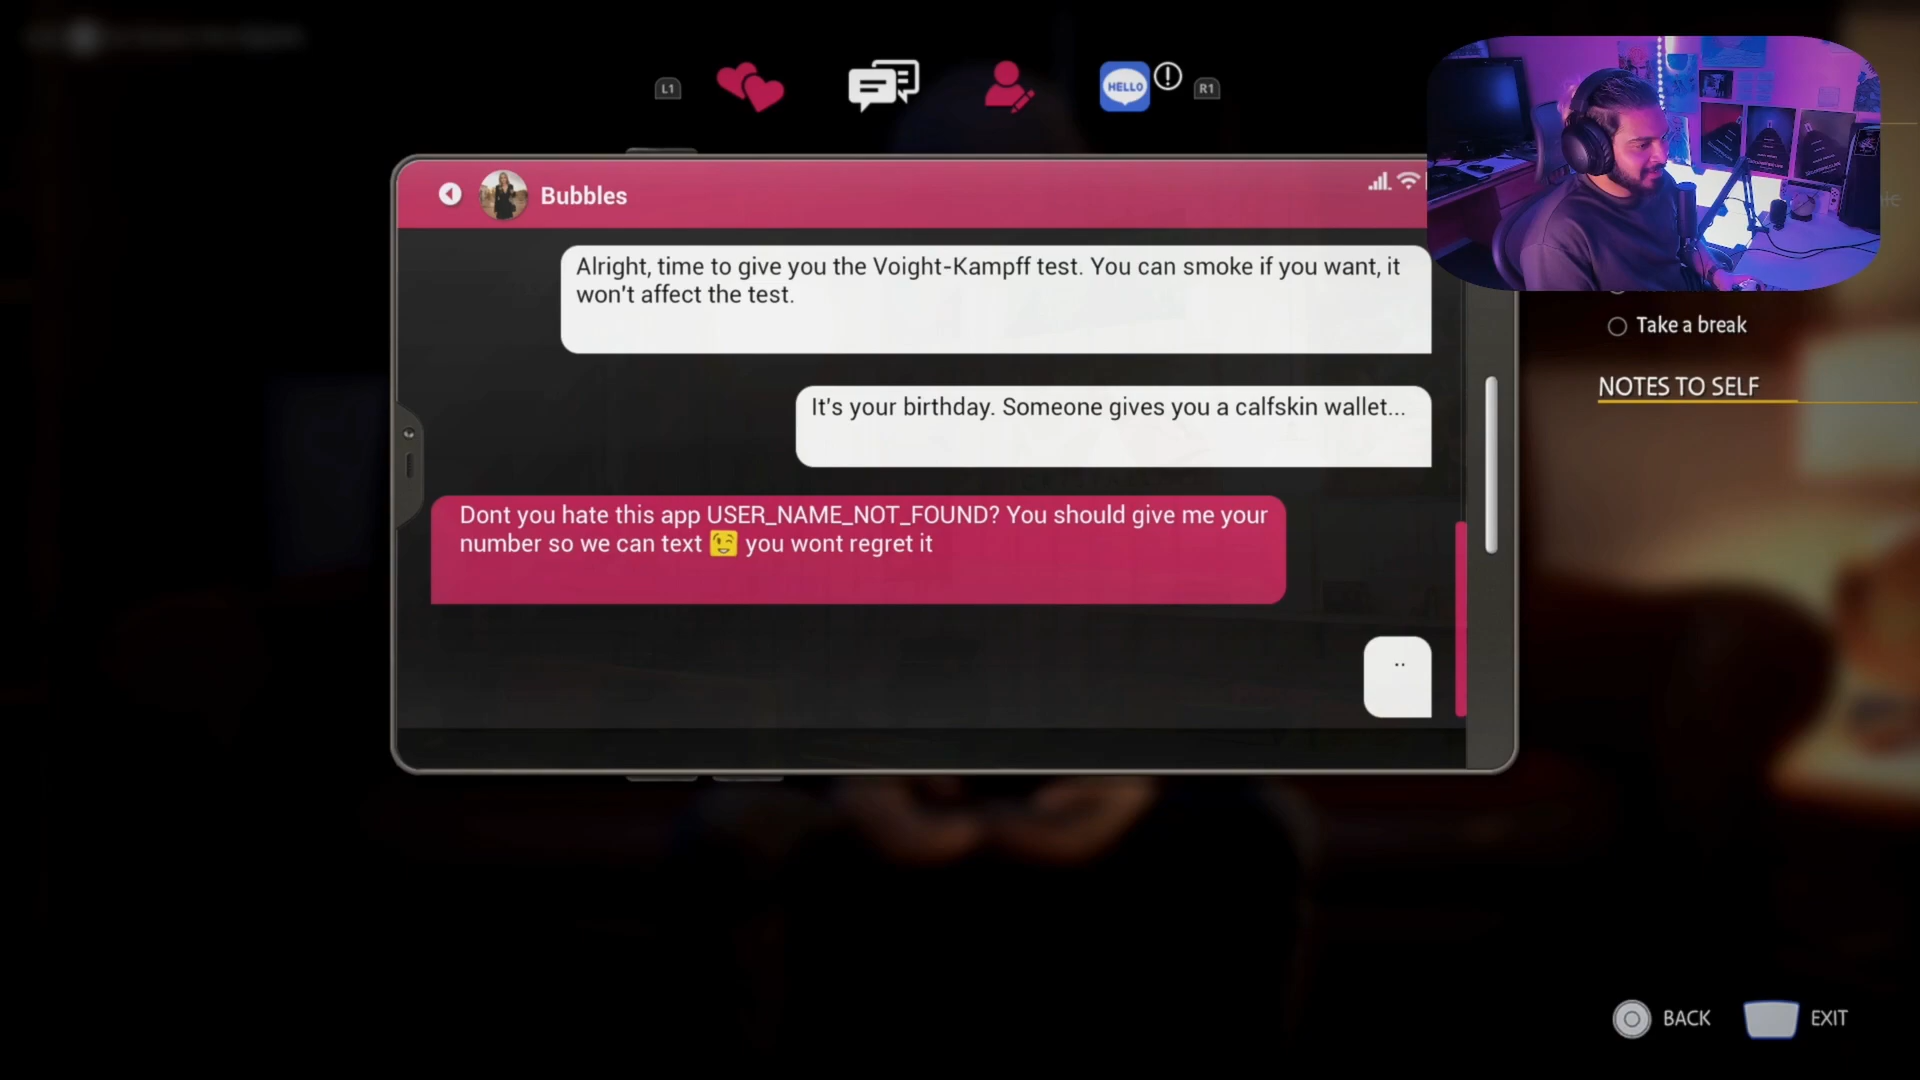 L1
HELLO
R1
Bubbles
Alright, time to give you the Voight-Kampff test. You can smoke if you want, it
won't affect the test.
It's your birthday. Someone gives you a calfskin wallet...
Dont you hate this app USER_NAME_NOT_FOUND? You should give me your
number so we can text 😉 you wont regret it
..
Take a break
NOTES TO SELF
BACK
EXIT